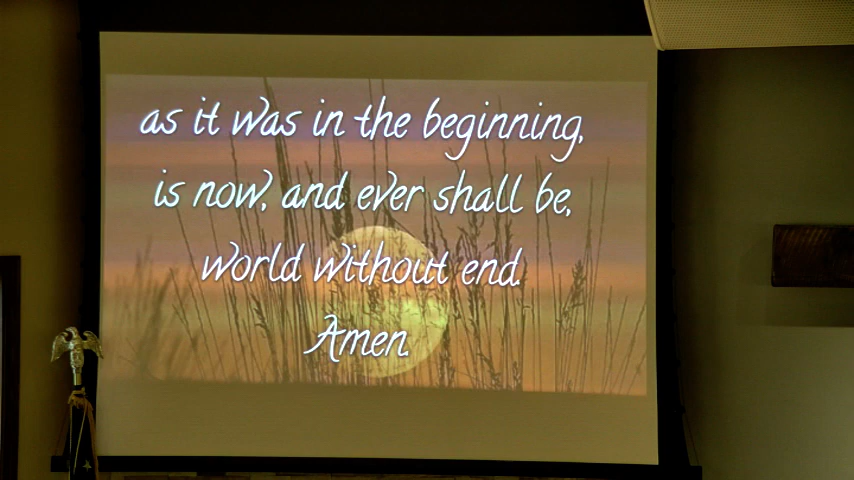 as it was in the beginning,
is now, and ever shall be,
world without end.
Amen.